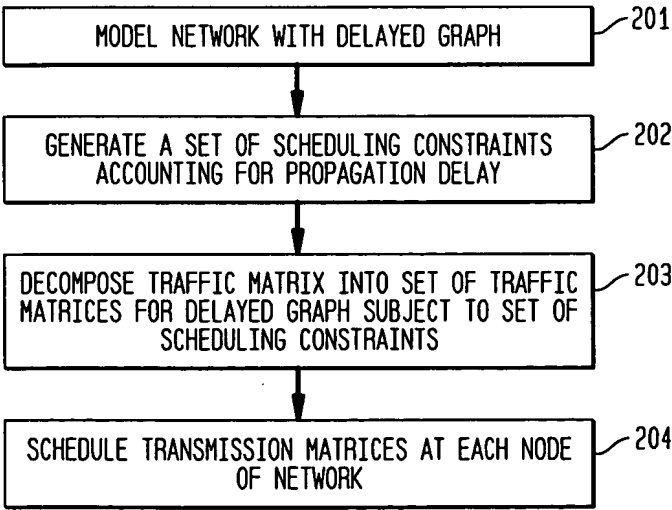 MODEL NETWORK WITH DELAYED GRAPH
201
GENERATE A SET OF SCHEDULING CONSTRAINTS
ACCOUNTING FOR PROPAGATION DELAY
202
DECOMPOSE TRAFFIC MATRIX INTO SET OF TRAFFIC
MATRICES FOR DELAYED GRAPH SUBJECT TO SET OF
SCHEDULING CONSTRAINTS
203
SCHEDULE TRANSMISSION MATRICES AT EACH NODE
OF NETWORK
204